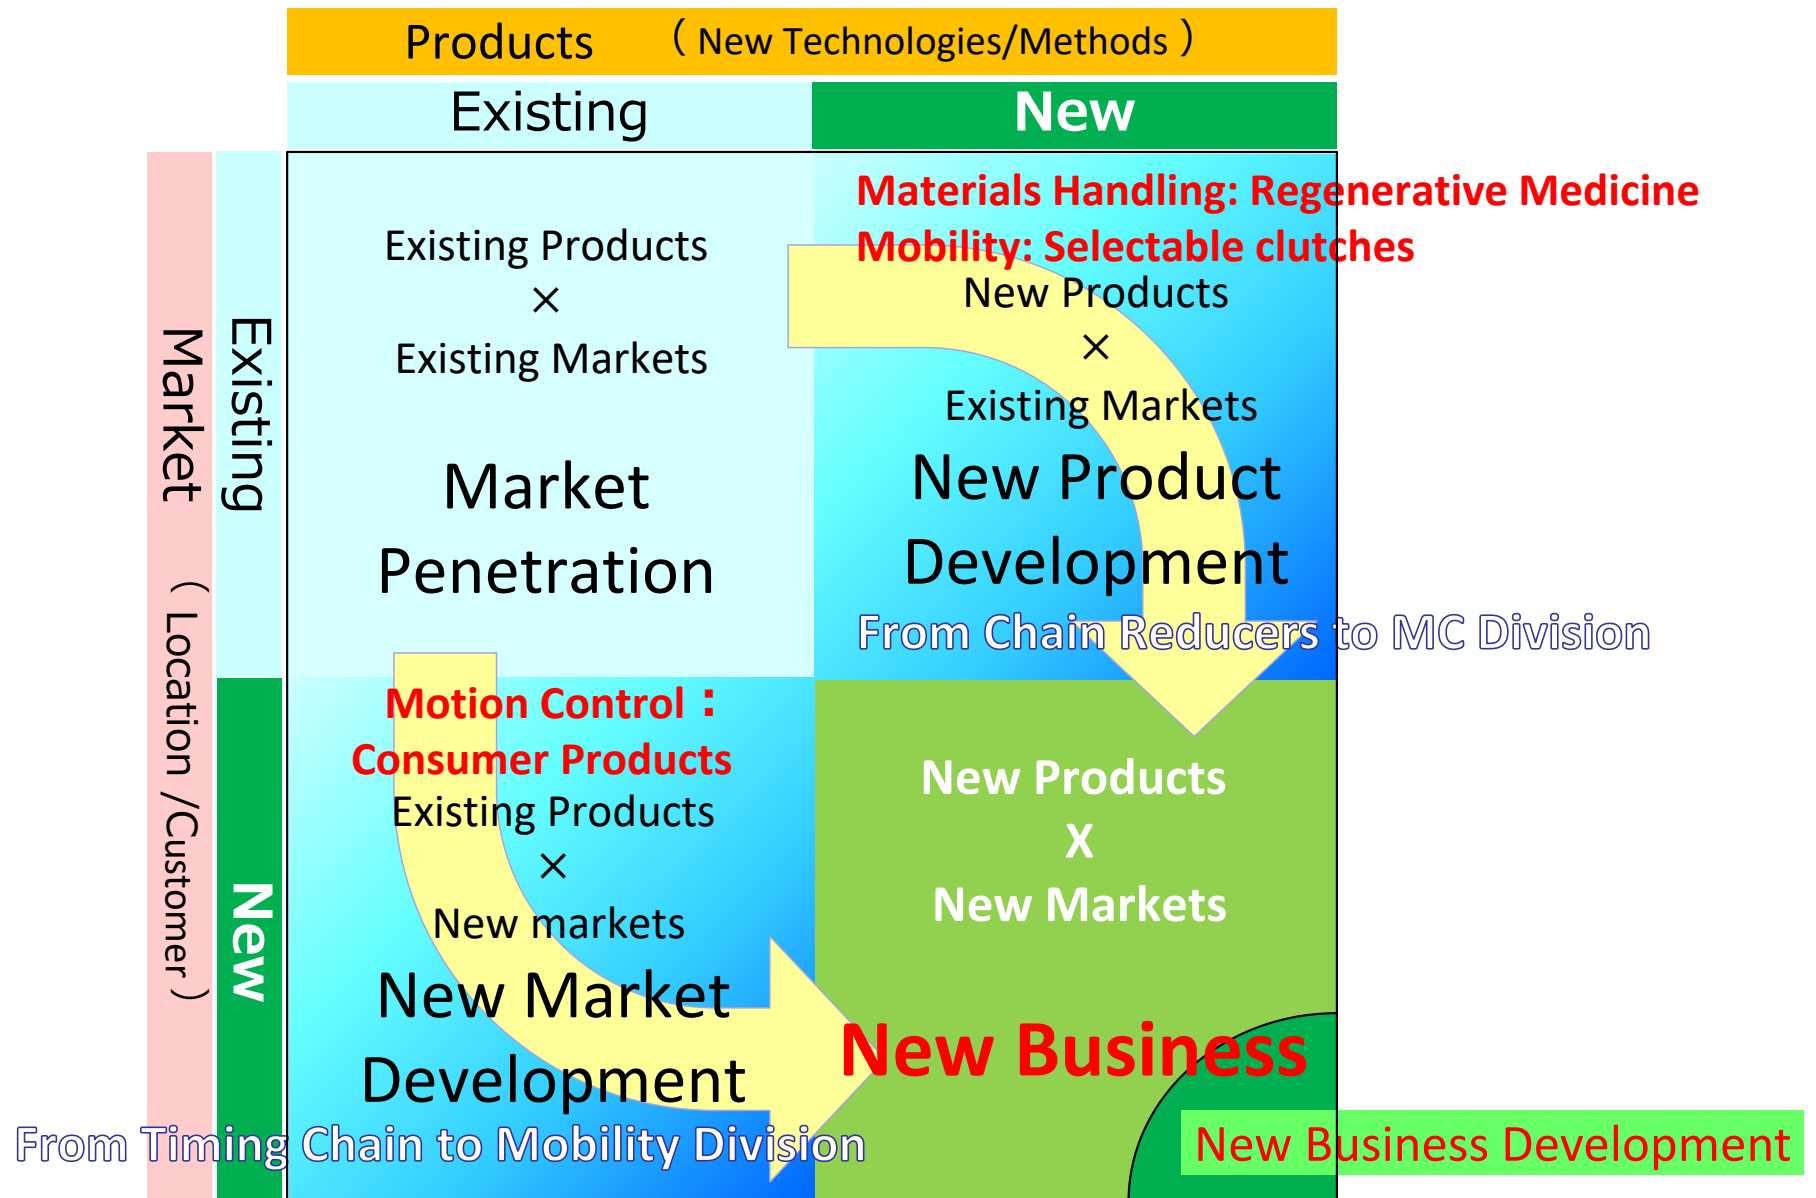 Products （ New Technologies/Methods ）
Existing
New
Market （ Location /Customer ）
Existing
New
Existing Products
×
Existing Markets
Market
Penetration
Materials Handling: Regenerative Medicine
Mobility: Selectable clutches
New Products
×
Existing Markets
New Product
Development
From Chain Reducers to MC Division
Motion Control：
Consumer Products
Existing Products
×
New markets
New Market
Development
From Timing Chain to Mobility Division
New Products
X
New Markets
New Business
New Business Development